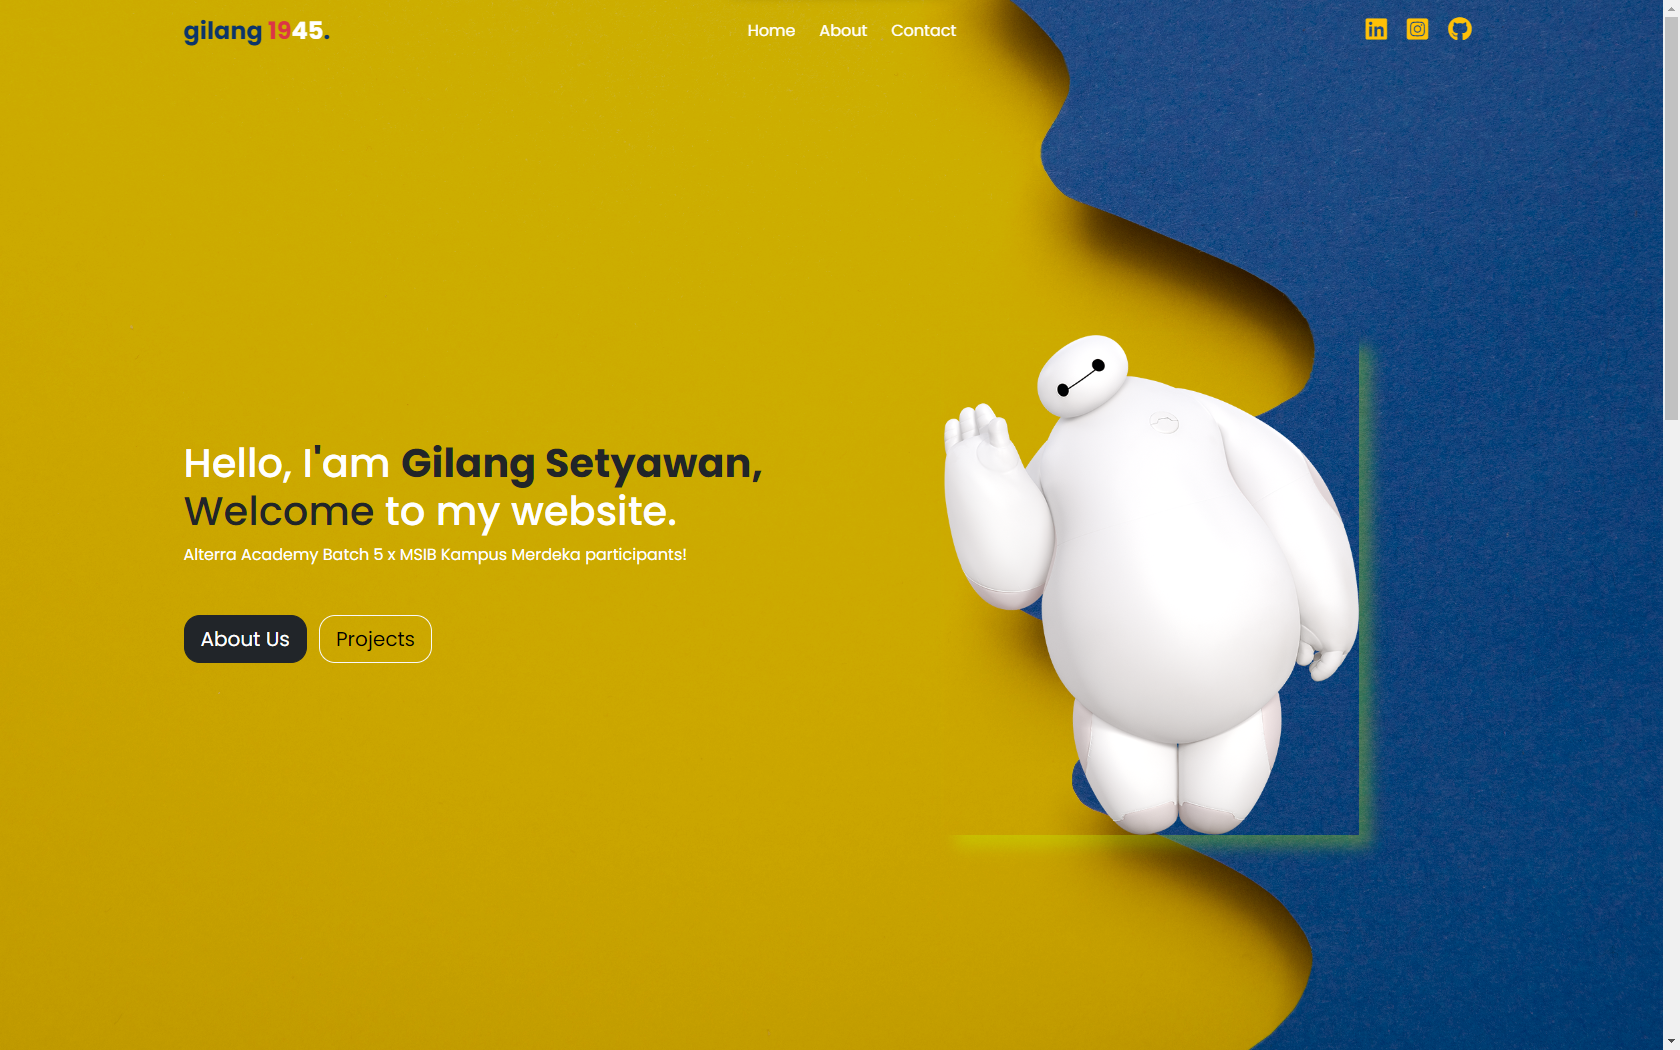 gilang 1945.
Home About Contact
Hello, I'am Gilang Setyawan,
Welcome to my website.
Alterra Academy Batch 5 x MSIB Kampus Merdeka participants!
About Us Projects